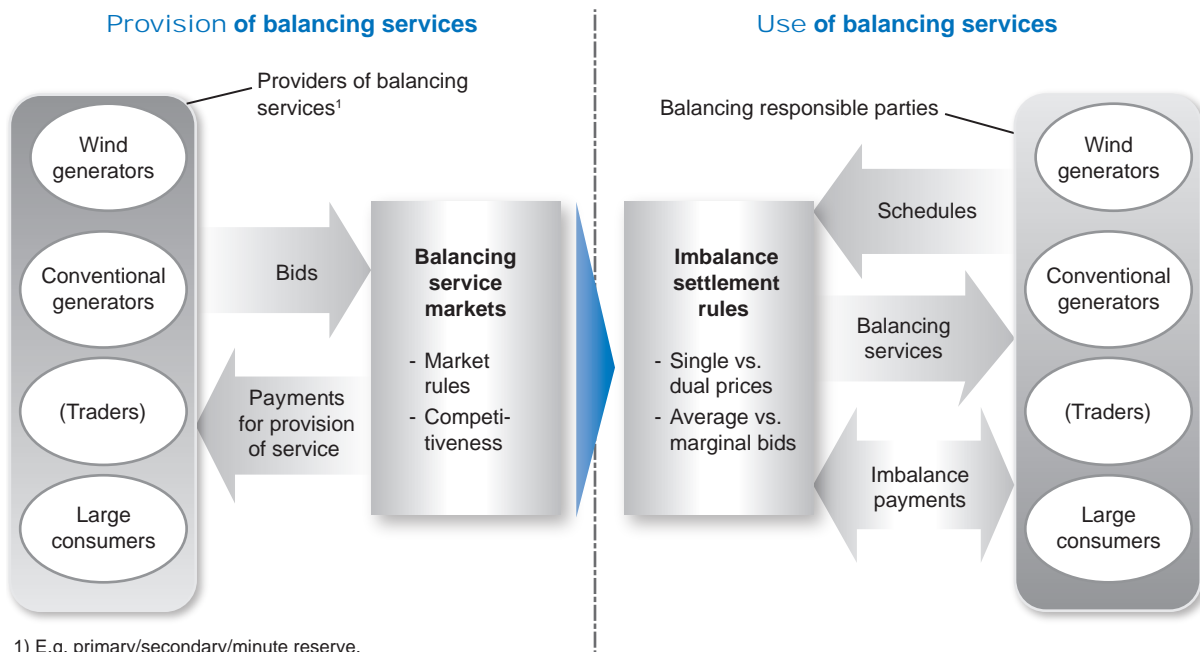 Provision of balancing services
Providers of balancing
services¹
Wind
generators
Conventional
generators
(Traders)
Large
consumers
Bids
Payments
for provision
of service
Balancing
service
markets
- Market
rules
- Competi-
tiveness
1) E.g. primary/secondary/minute reserve.
Use of balancing services
Balancing responsible parties
Imbalance
settlement
rules
- Single vs.
dual prices
- Average vs.
marginal bids
Schedules
Balancing
services
Imbalance
payments
Wind
generators
Conventional
generators
(Traders)
Large
consumers